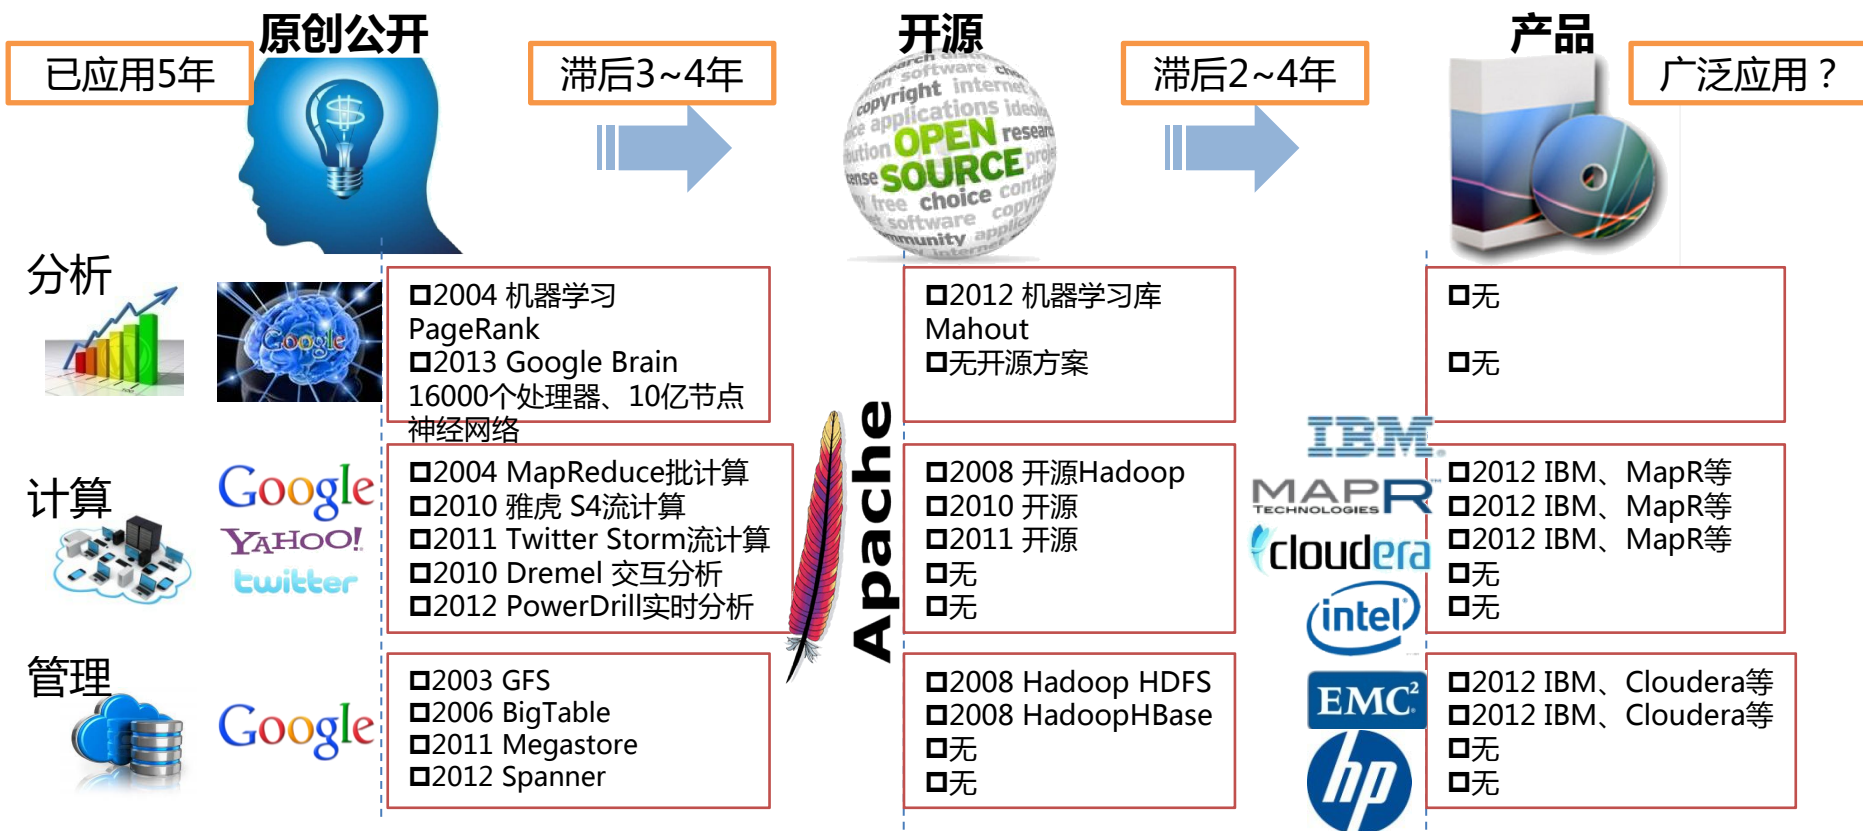 原创公开
开源
产品
已应用5年
滞后3~4年
滞后2~4年
广泛应用？
copyright internet
applications
OPEN
SOURCE
research
free choice
software
分析
Google
2004 机器学习
PageRank
2013 Google Brain
16000个处理器、10亿节点
神经网络
2012 机器学习库
Mahout
无开源方案
无
无
计算
Google
YAHOO!
twitter
2004 MapReduce批计算
2010 雅虎 S4流计算
2011 Twitter Storm流计算
2010 Dremel 交互分析
2012 PowerDrill实时分析
Apache
2008 开源Hadoop
2010 开源
2011 开源
无
无
IBM
MAPR
TECHNOLOGIES
cloudera
intel
EMC²
hp
2012 IBM、MapR等
2012 IBM、MapR等
2012 IBM、MapR等
无
无
管理
Google
2003 GFS
2006 BigTable
2011 Megastore
2012 Spanner
2008 Hadoop HDFS
2008 HadoopHBase
无
无
2012 IBM、Cloudera等
2012 IBM、Cloudera等
无
无